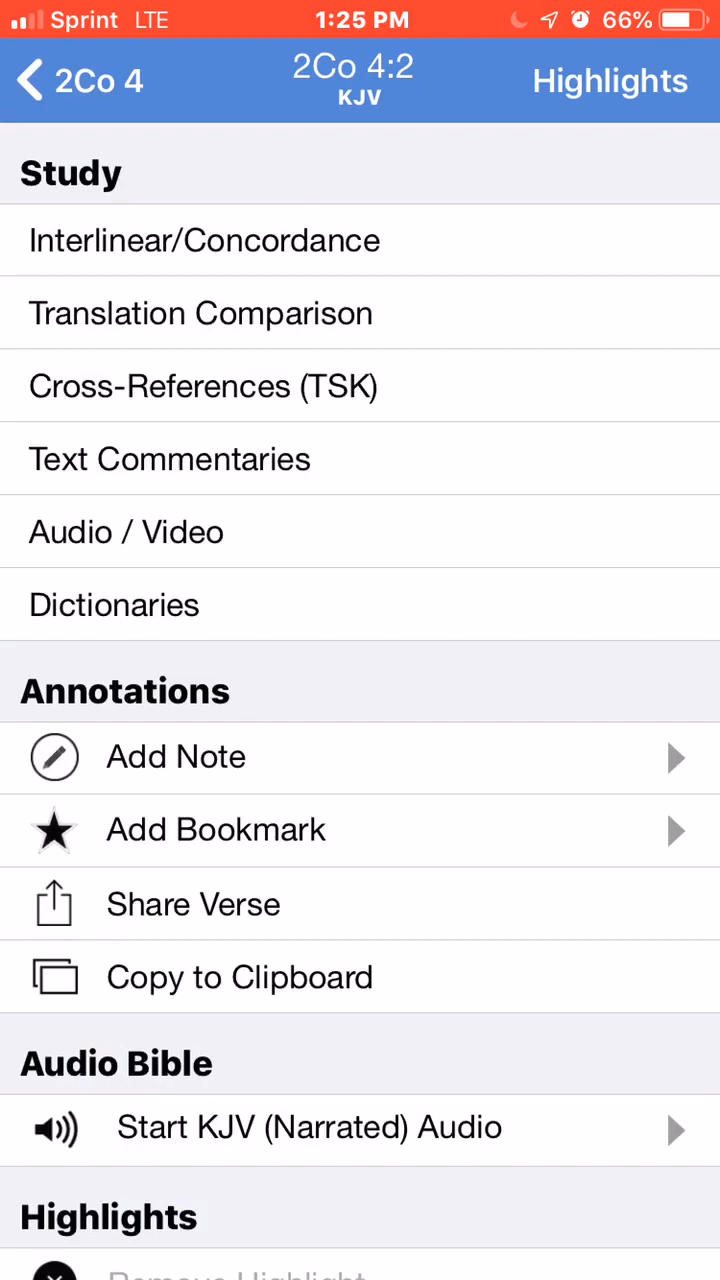 Sprint LTE 1:25 PM 66%
2Co 4 2Co 4:2 Highlights
KJV
Study
Interlinear/Concordance
Translation Comparison
Cross-References (TSK)
Text Commentaries
Audio / Video
Dictionaries
Annotations
Add Note
Add Bookmark
Share Verse
Copy to Clipboard
Audio Bible
Start KJV (Narrated) Audio
Highlights
Remove Highlight